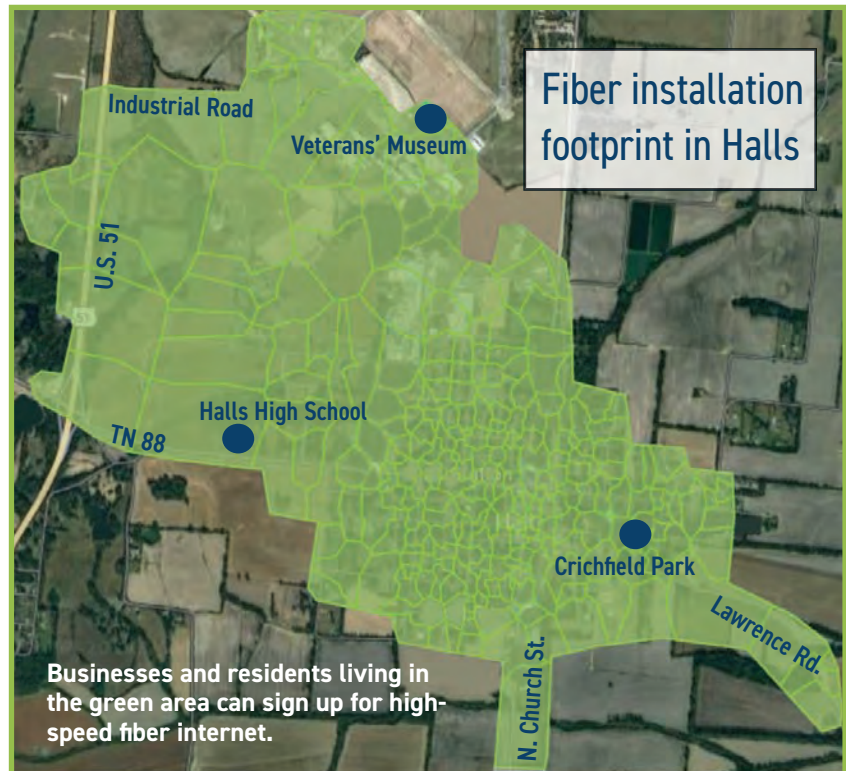 Fiber installation
footprint in Halls
Industrial Road
Veterans' Museum
U.S. 51
51
Halls High School
TN 88
Crichfield Park
Lawrence Rd.
N. Church St.
Businesses and residents living in
the green area can sign up for high-
speed fiber internet.